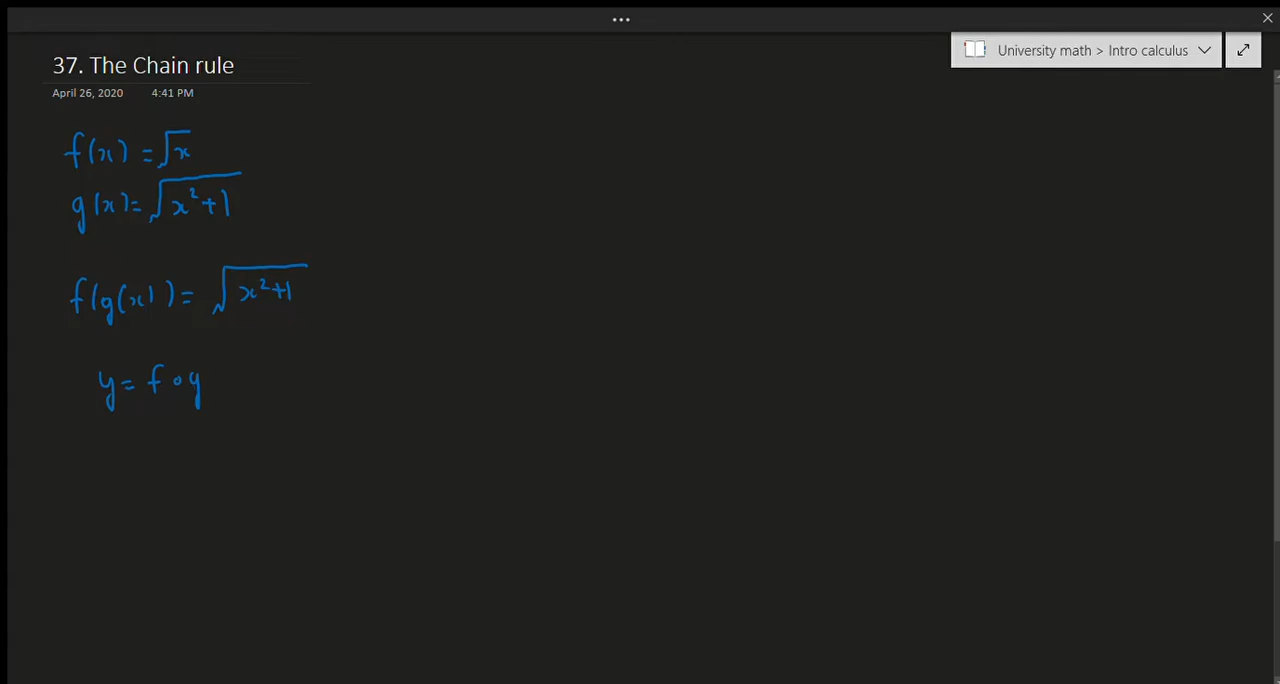 •••
37. The Chain rule
University math > Intro calculus
April 26, 2020 4:41 PM
f(x) = √x
g(x) = √x²+1
f(g(x)) = √x²+1
y = f∘g